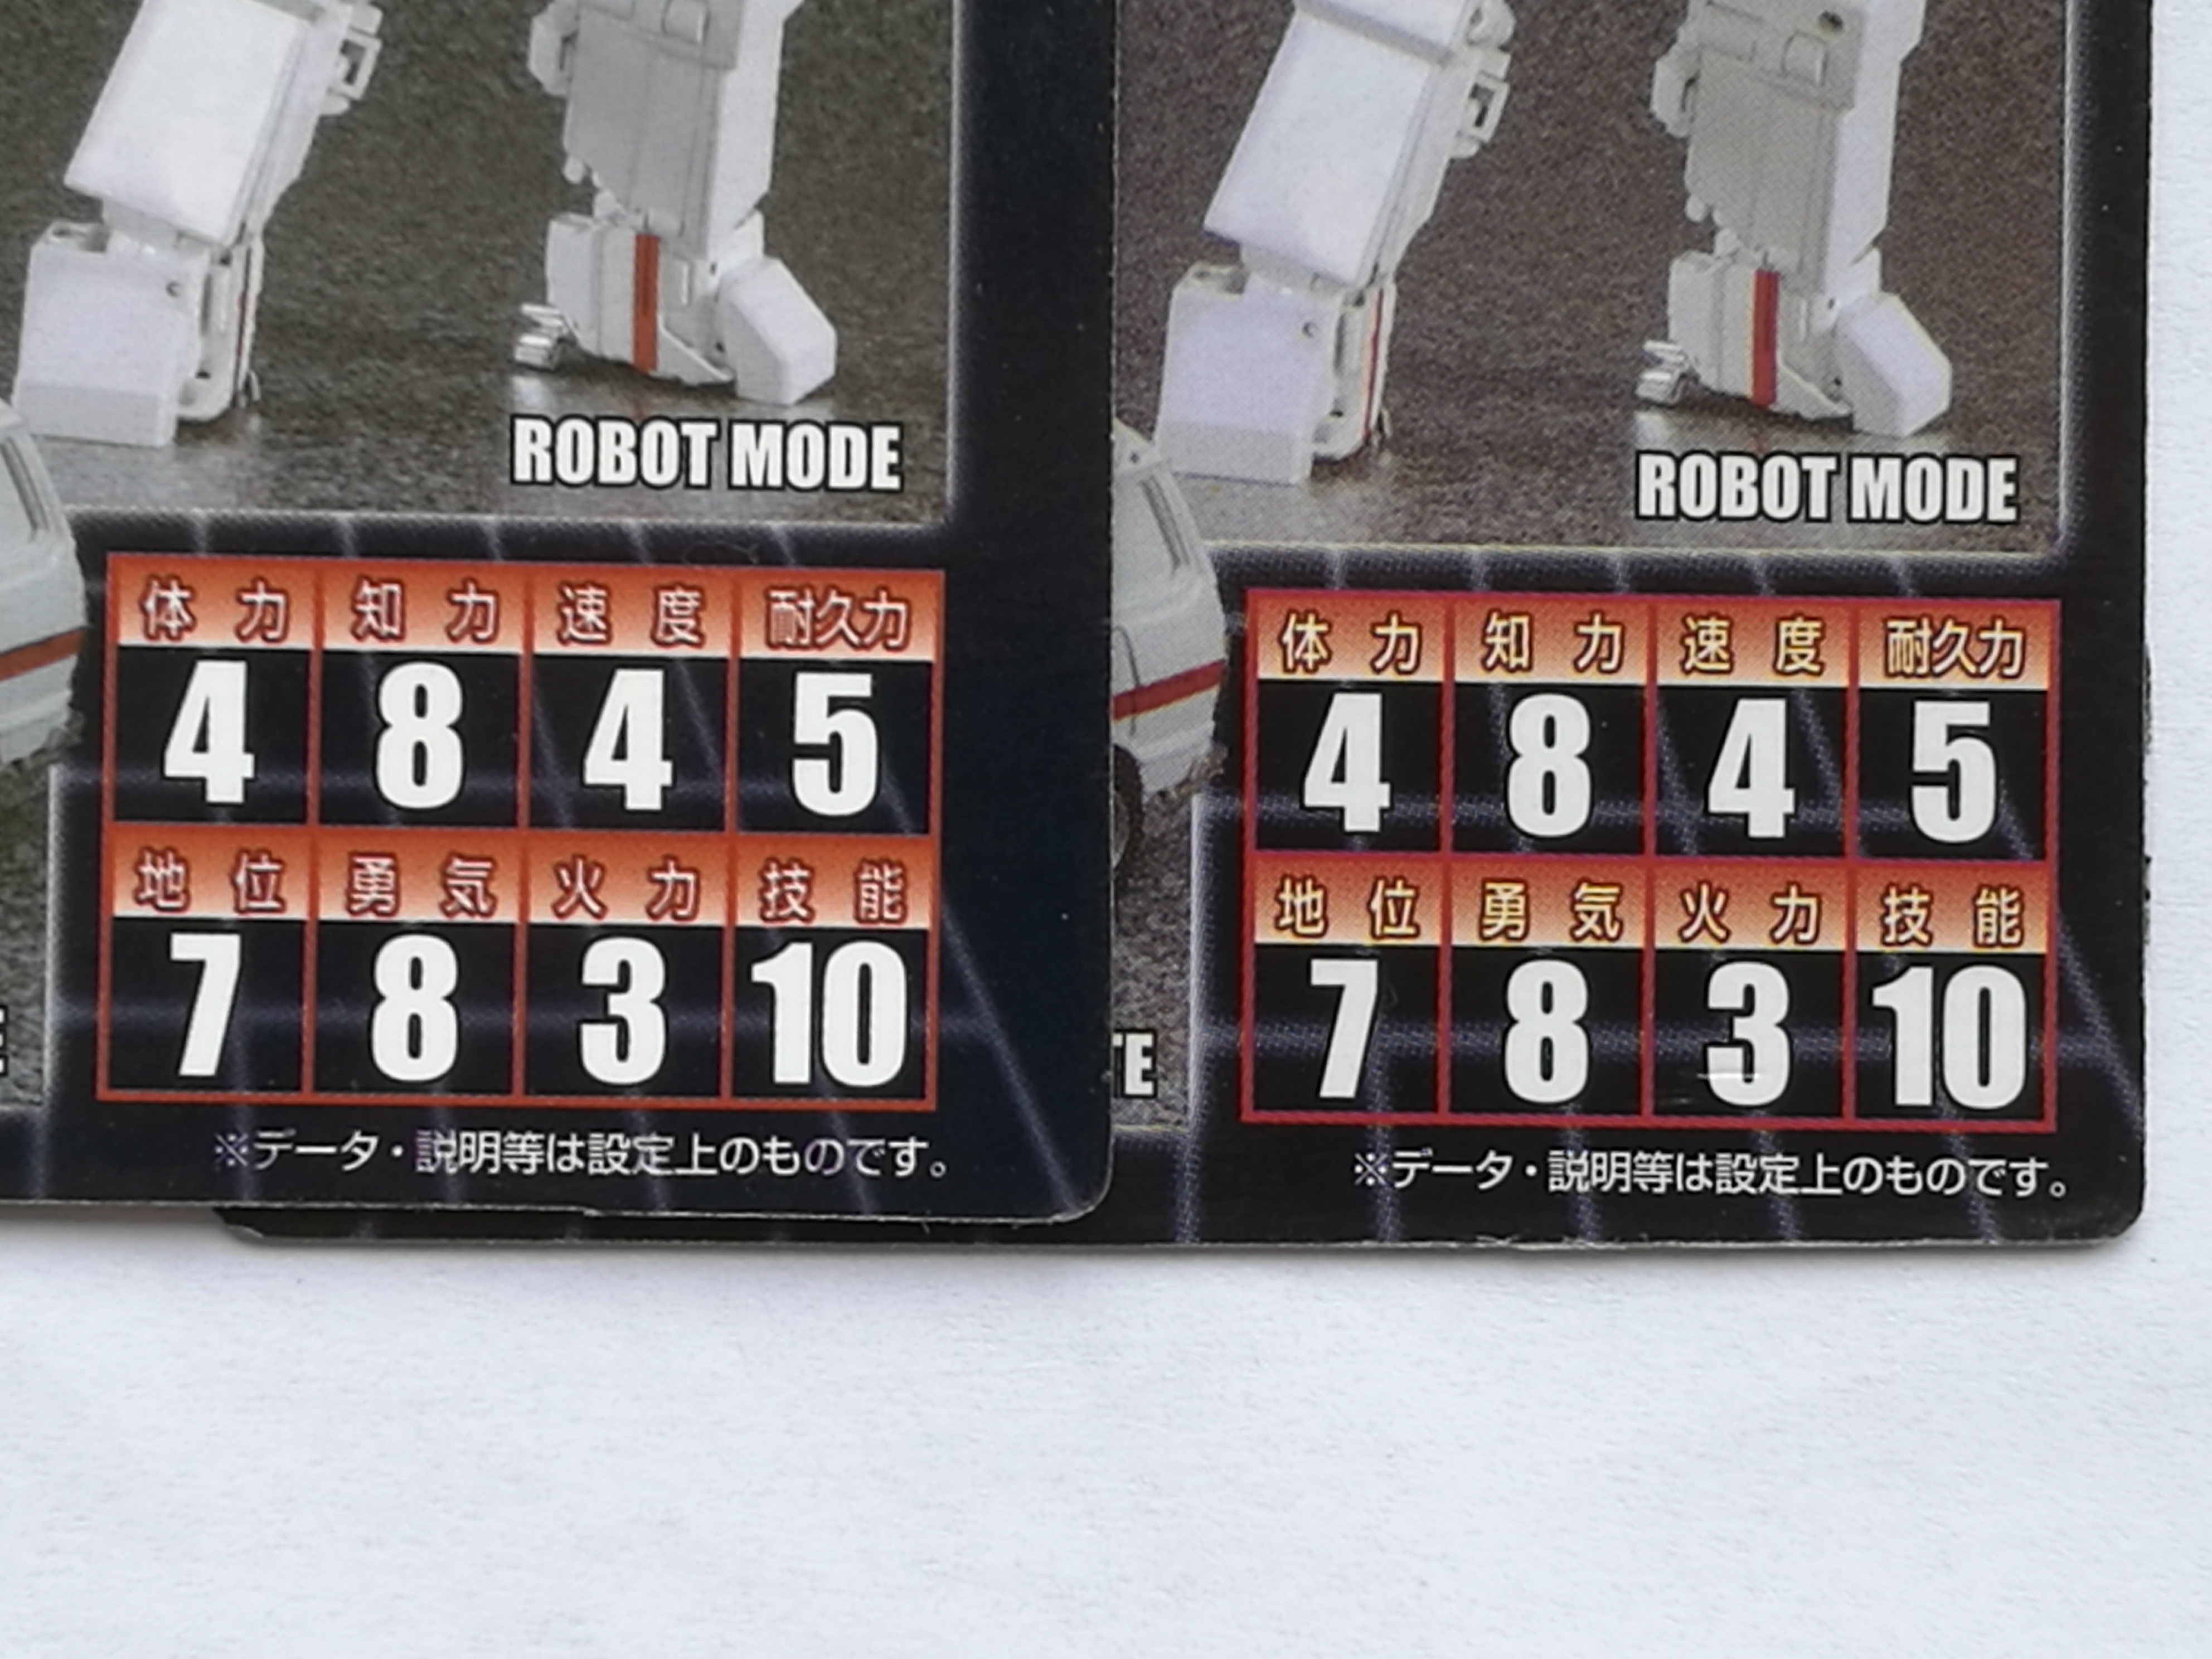 ROBOT MODE
体力 知力 速度 耐久力
4 8 4 5
地位 勇気 火力 技能
7 8 3 10
※データ・説明等は設定上のものです。
ROBOT MODE
体力 知力 速度 耐久力
4 8 4 5
地位 勇気 火力 技能
7 8 3 10
TE
※データ・説明等は設定上のものです。